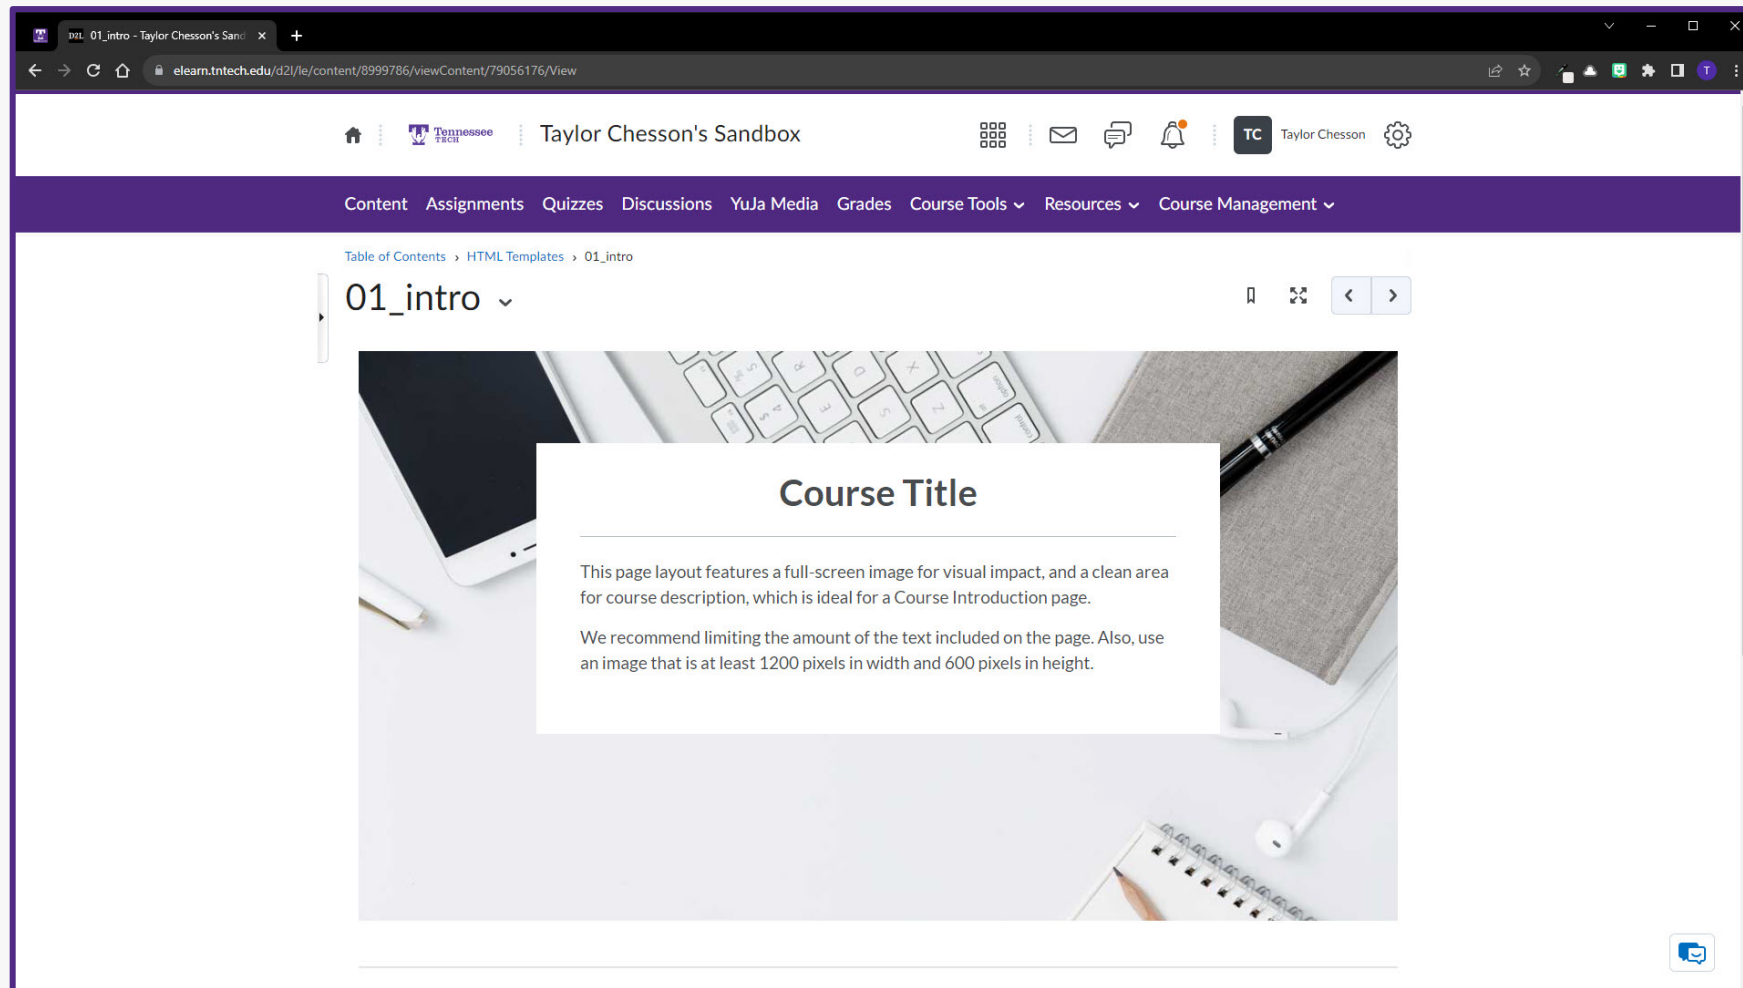 D2L 01_intro - Taylor Chesson's Sand
elearn.tntech.edu/d2l/le/content/8999786/viewContent/79056176/View
T
Tennessee
TECH
Taylor Chesson's Sandbox
TC Taylor Chesson
Content Assignments Quizzes Discussions YuJa Media Grades Course Tools Resources Course Management
Table of Contents › HTML Templates › 01_intro
01_intro
option
control
Course Title
This page layout features a full-screen image for visual impact, and a clean area
for course description, which is ideal for a Course Introduction page.
We recommend limiting the amount of the text included on the page. Also, use
an image that is at least 1200 pixels in width and 600 pixels in height.